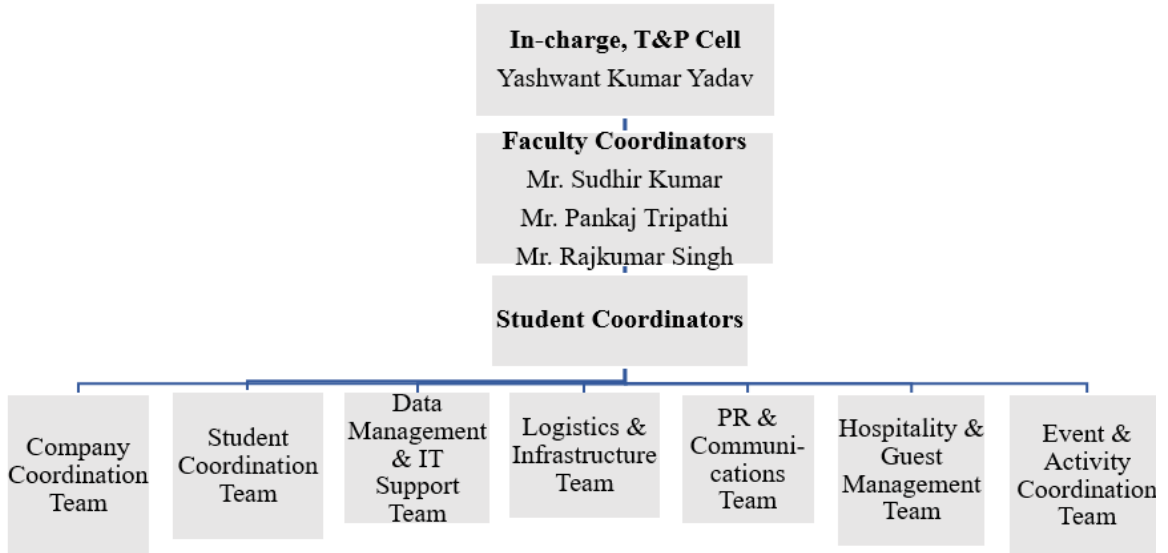 In-charge, T&P Cell
Yashwant Kumar Yadav
Faculty Coordinators
Mr. Sudhir Kumar
Mr. Pankaj Tripathi
Mr. Rajkumar Singh
Student Coordinators
Company
Coordination
Team
Student
Coordination
Team
Data
Management
& IT
Support
Team
Logistics &
Infrastructure
Team
PR &
Communi-
cations
Team
Hospitality &
Guest
Management
Team
Event &
Activity
Coordination
Team